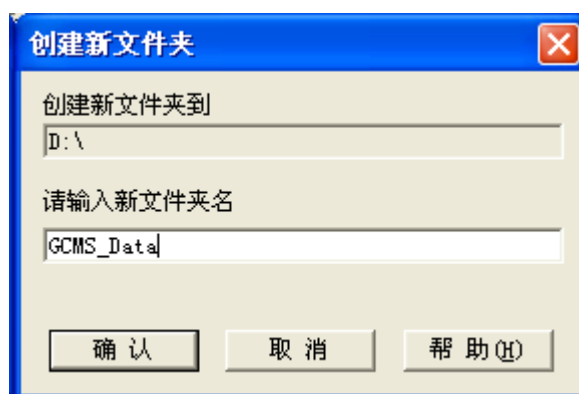 创建新文件夹
创建新文件夹到
D:\
请输入新文件夹名
GCMS_Data
确认 取消 帮助(H)